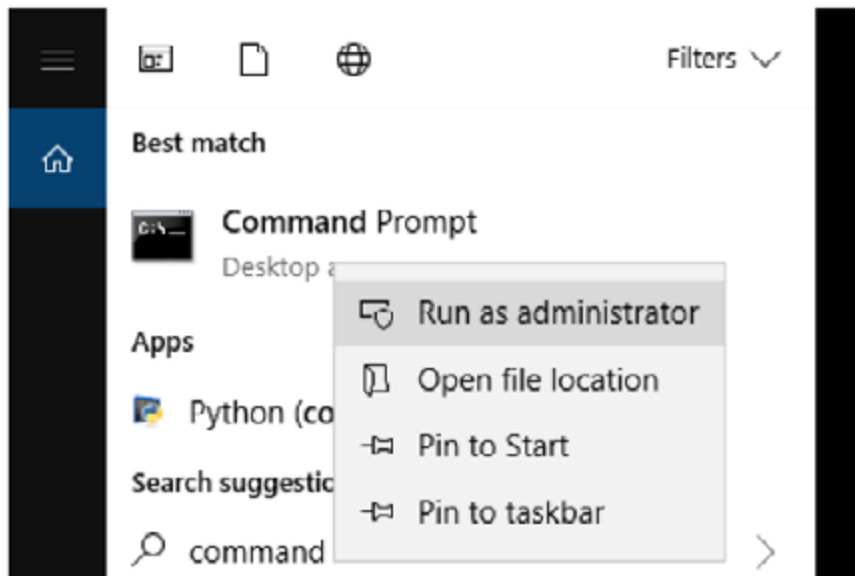 Filters
Best match
Command Prompt
Desktop
Run as administrator
Apps
Open file location
Python (co
Pin to Start
Search suggestic
Pin to taskbar
command